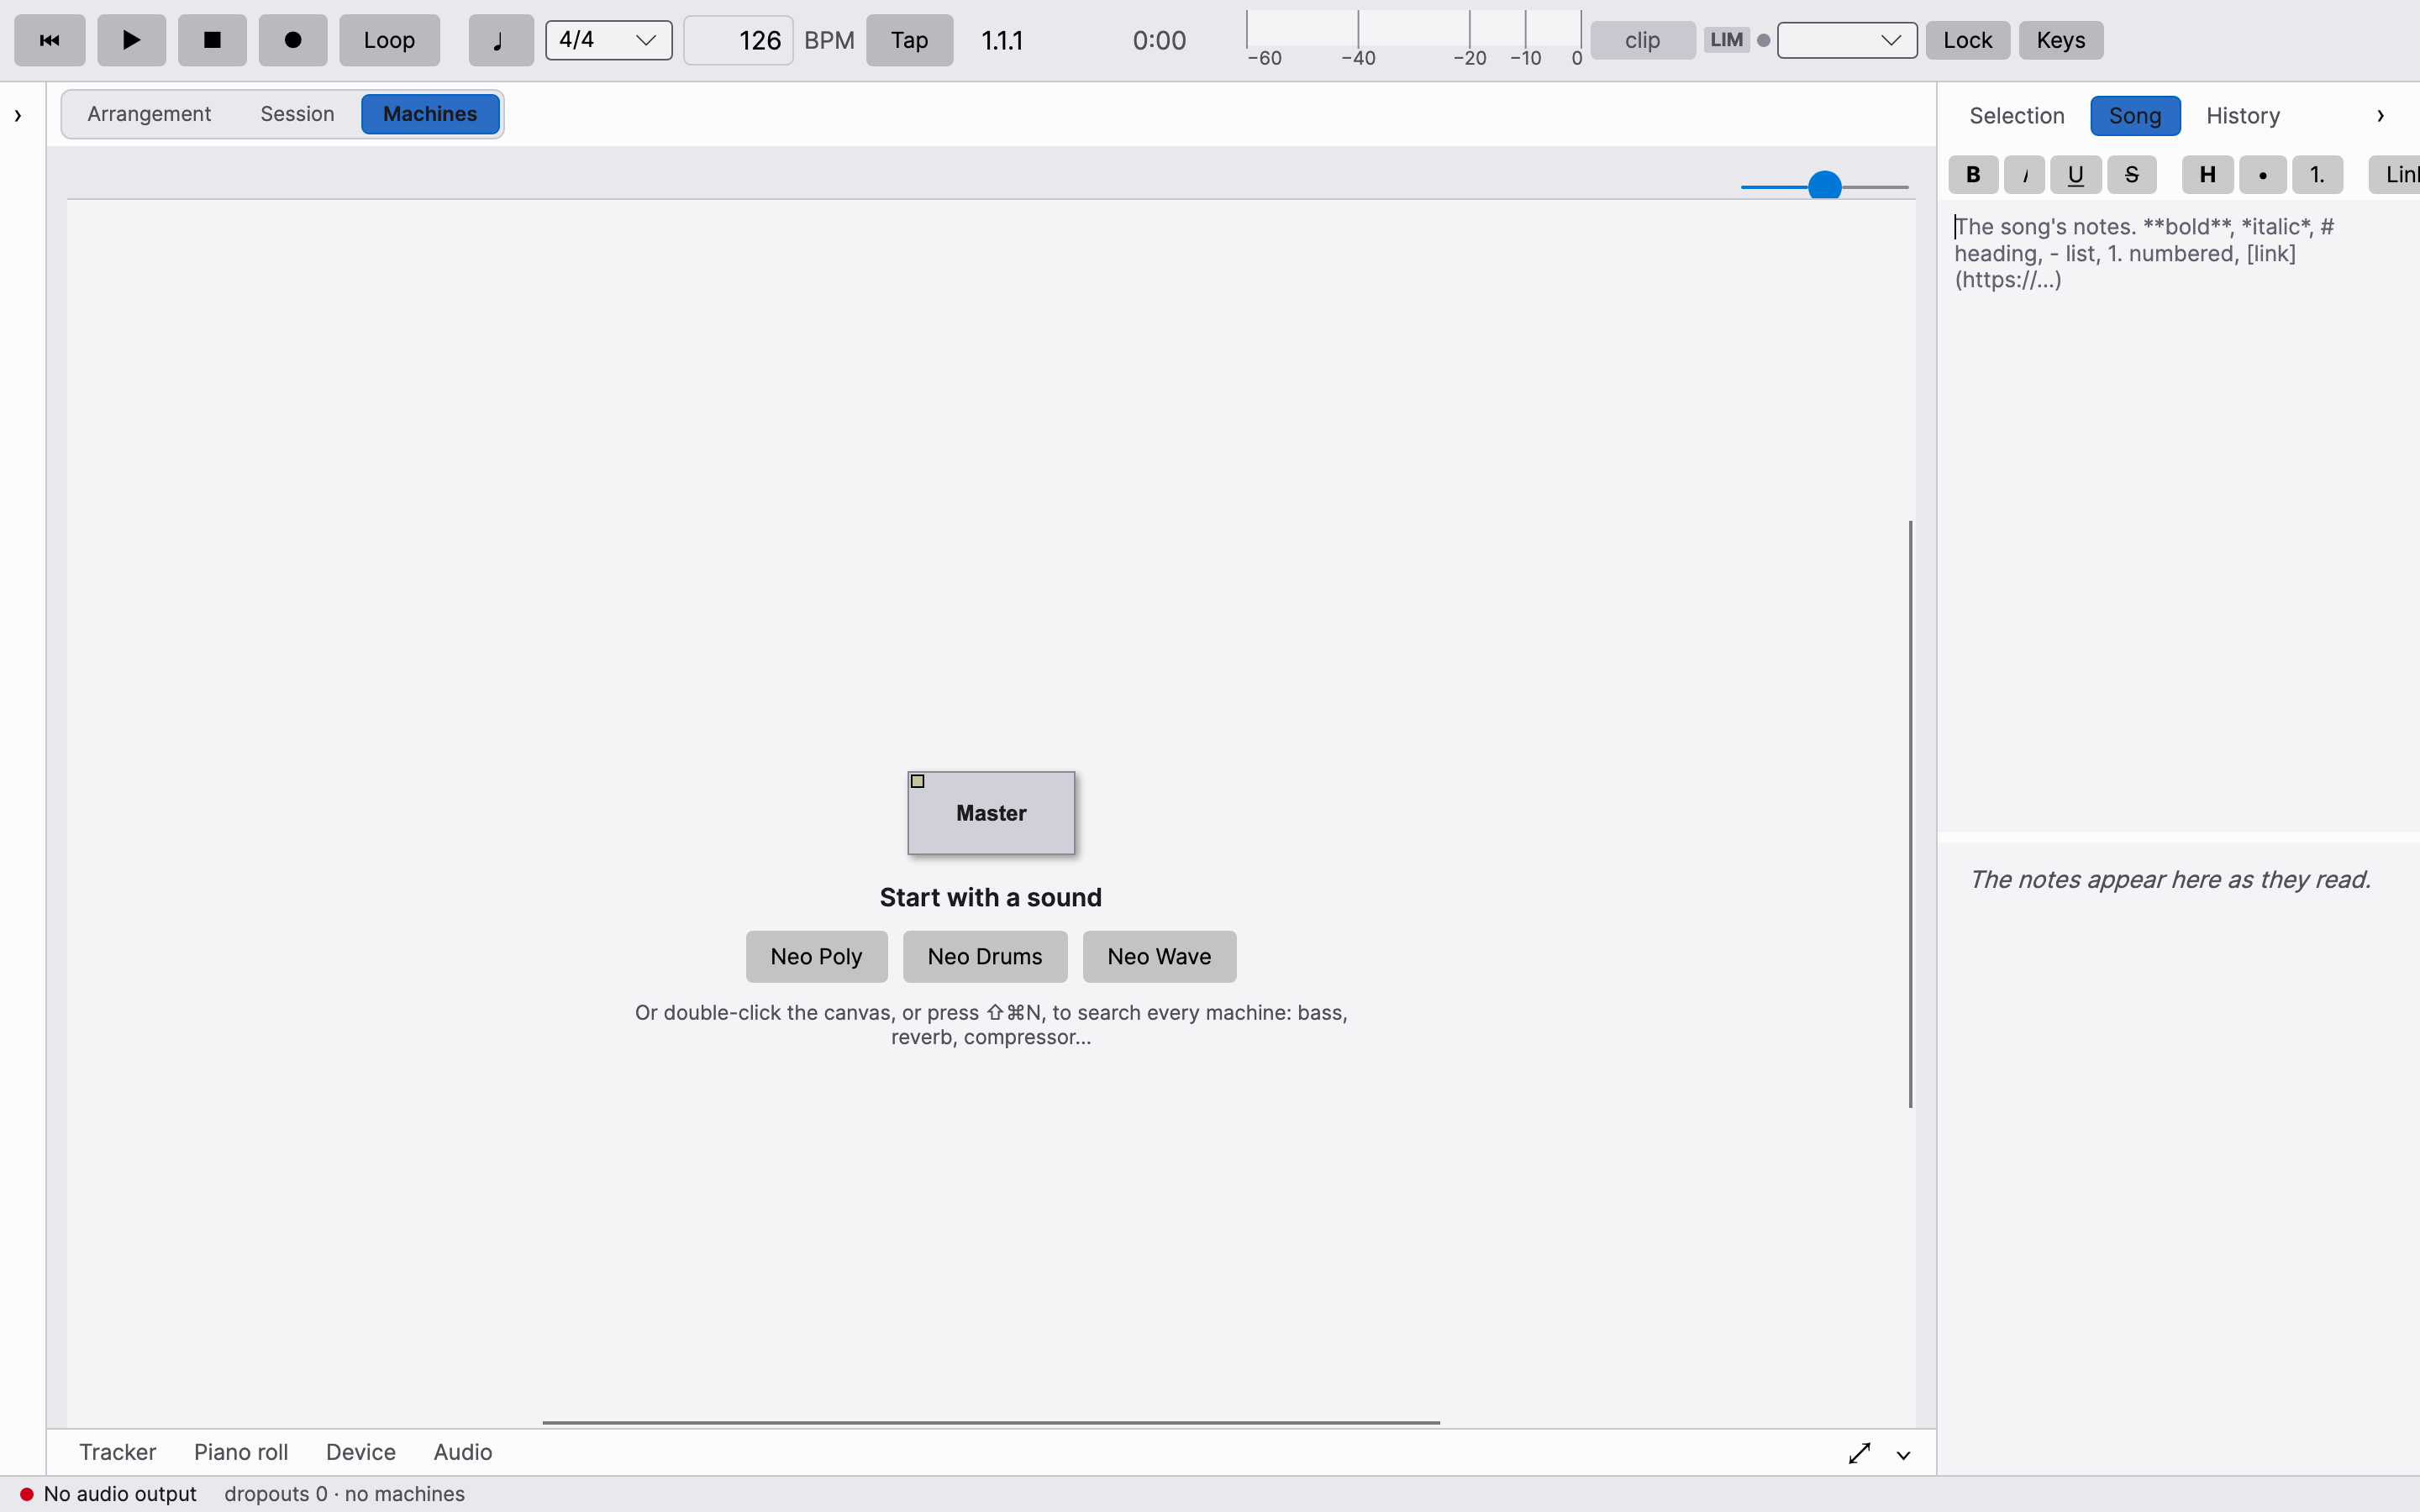 Loop
4/4
126
BPM
Tap
1.1.1
0:00
−60 −40 −20 −10 0
clip
LIM
Lock
Keys
Arrangement
Session
Machines
Selection
Song
History
B
I
U
S
H
•
1.
The song's notes. **bold**, *italic*, #
heading, - list, 1. numbered, [link]
(https://...)
Master
Start with a sound
Neo Poly
Neo Drums
Neo Wave
Or double-click the canvas, or press ⇧⌘N, to search every machine: bass,
reverb, compressor...
The notes appear here as they read.
Tracker
Piano roll
Device
Audio
No audio output
dropouts 0 · no machines